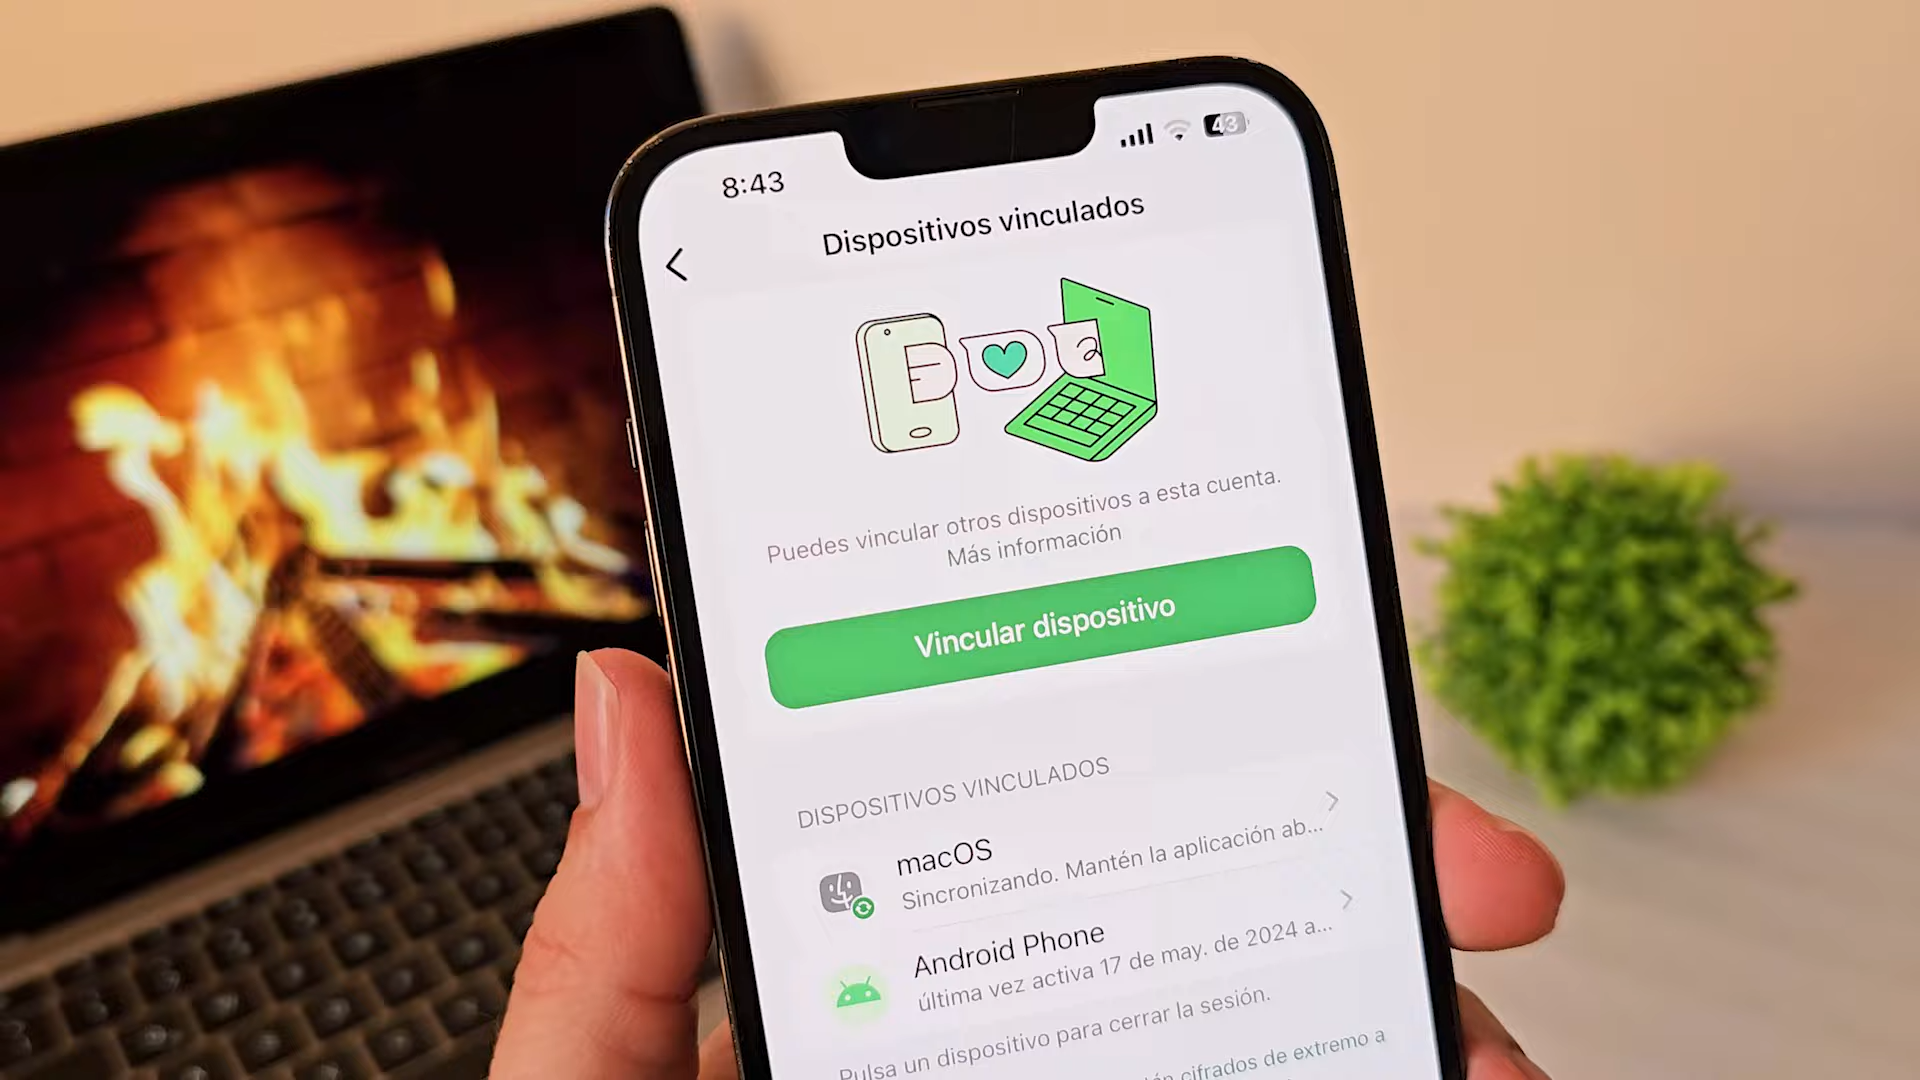 8:43
43
Dispositivos vinculados
Puedes vincular otros dispositivos a esta cuenta.
Más información
Vincular dispositivo
DISPOSITIVOS VINCULADOS
macOS
Sincronizando. Mantén la aplicación ab...
Android Phone
última vez activa 17 de may. de 2024 a...
Pulsa un dispositivo para cerrar la sesión.
cifrados de extremo a